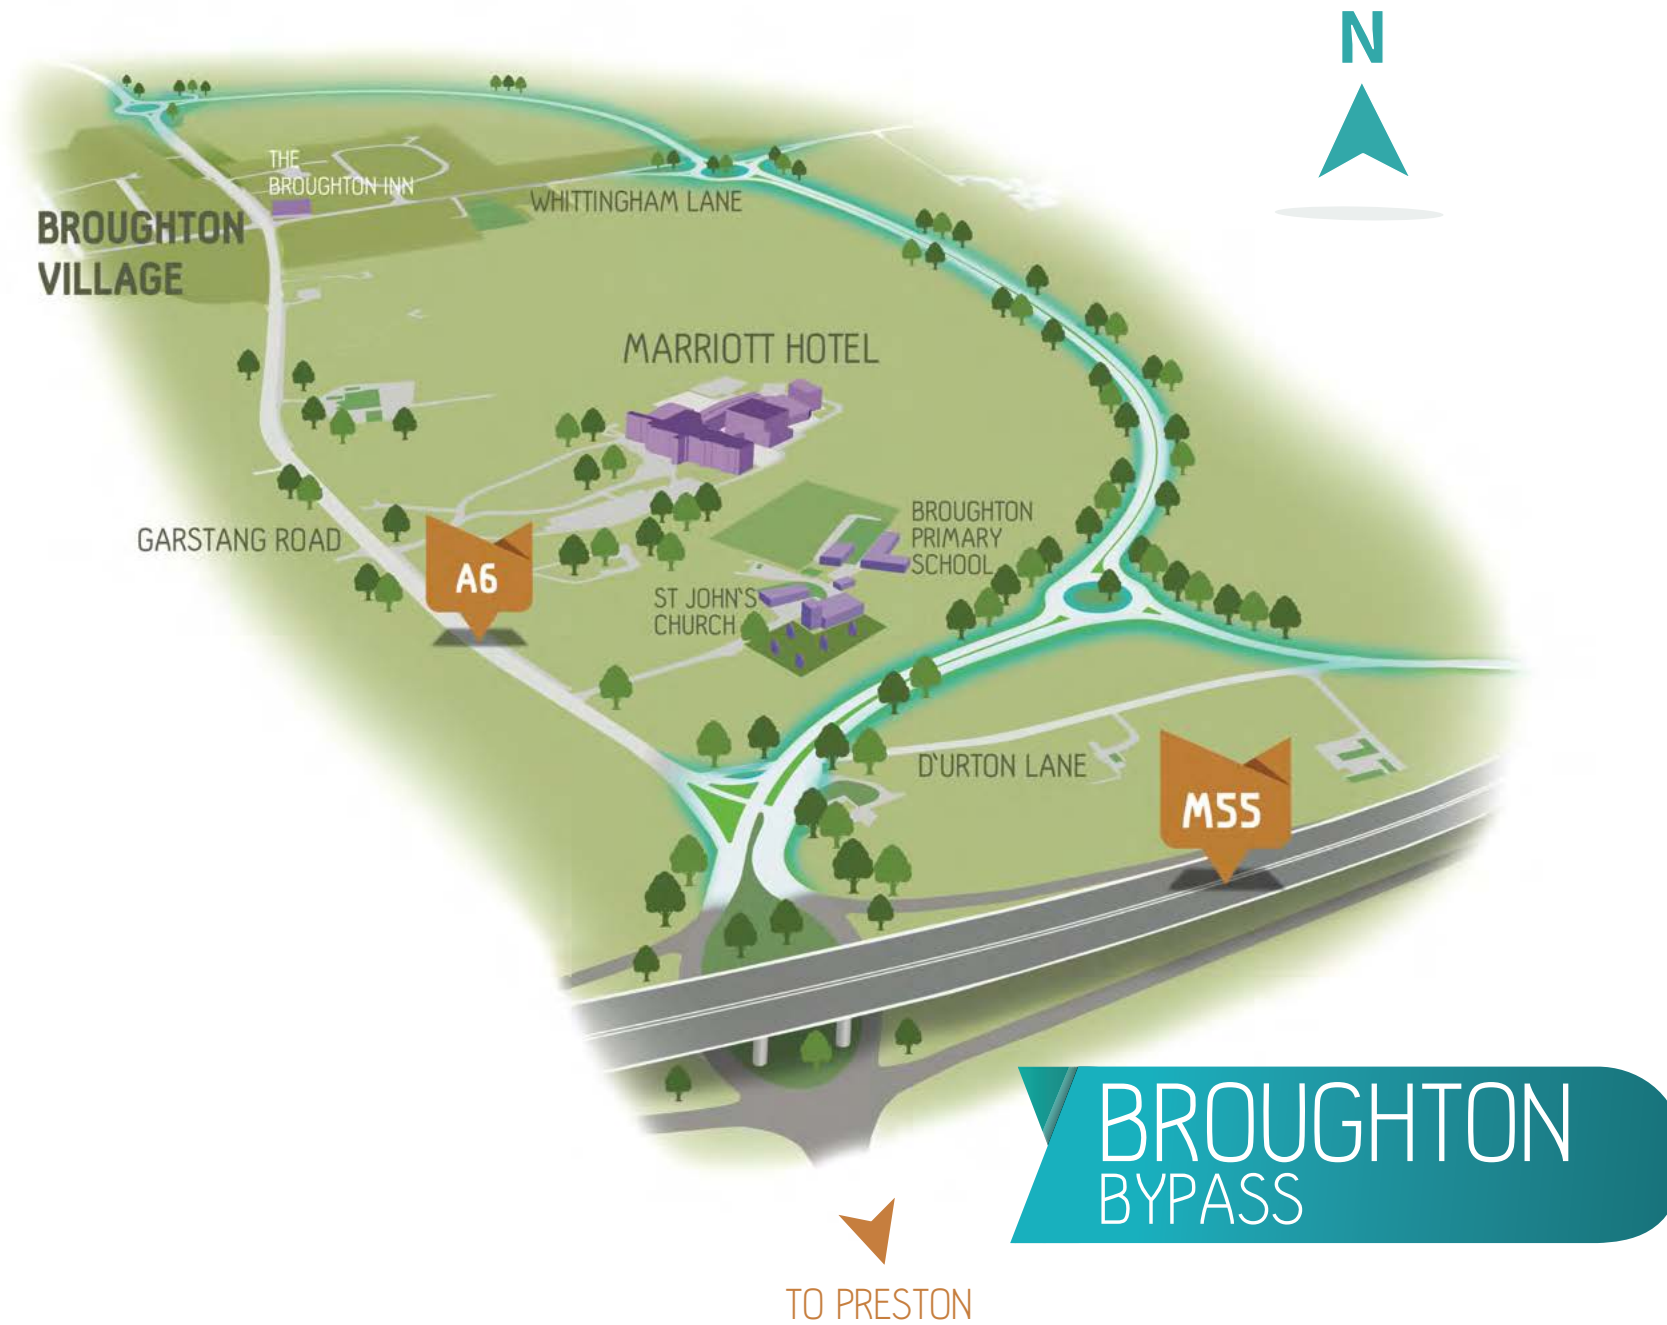 N
THE
BROUGHTON INN
WHITTINGHAM LANE
BROUGHTON
VILLAGE
MARRIOTT HOTEL
BROUGHTON
PRIMARY
SCHOOL
GARSTANG ROAD
A6
ST JOHN'S
CHURCH
D'URTON LANE
M55
BROUGHTON
BYPASS
TO PRESTON